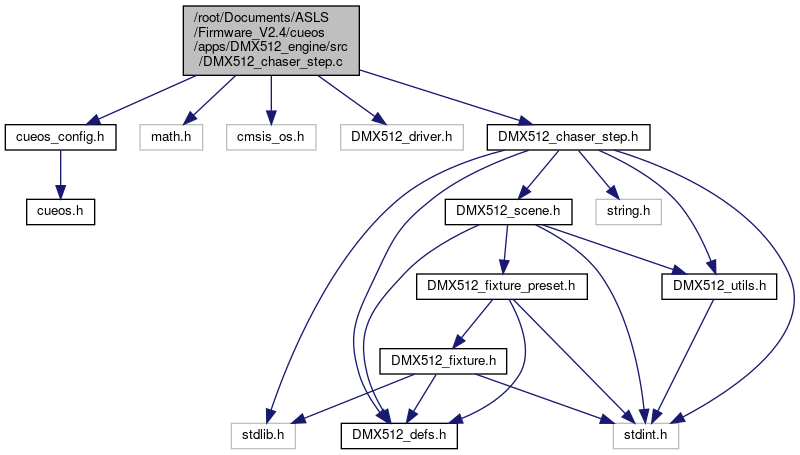 /root/Documents/ASLS
/Firmware_V2.4/cueos
/apps/DMX512_engine/src
/DMX512_chaser_step.c
cueos_config.h
math.h
cmsis_os.h
DMX512_driver.h
DMX512_chaser_step.h
cueos.h
DMX512_scene.h
string.h
DMX512_fixture_preset.h
DMX512_utils.h
DMX512_fixture.h
stdlib.h
DMX512_defs.h
stdint.h